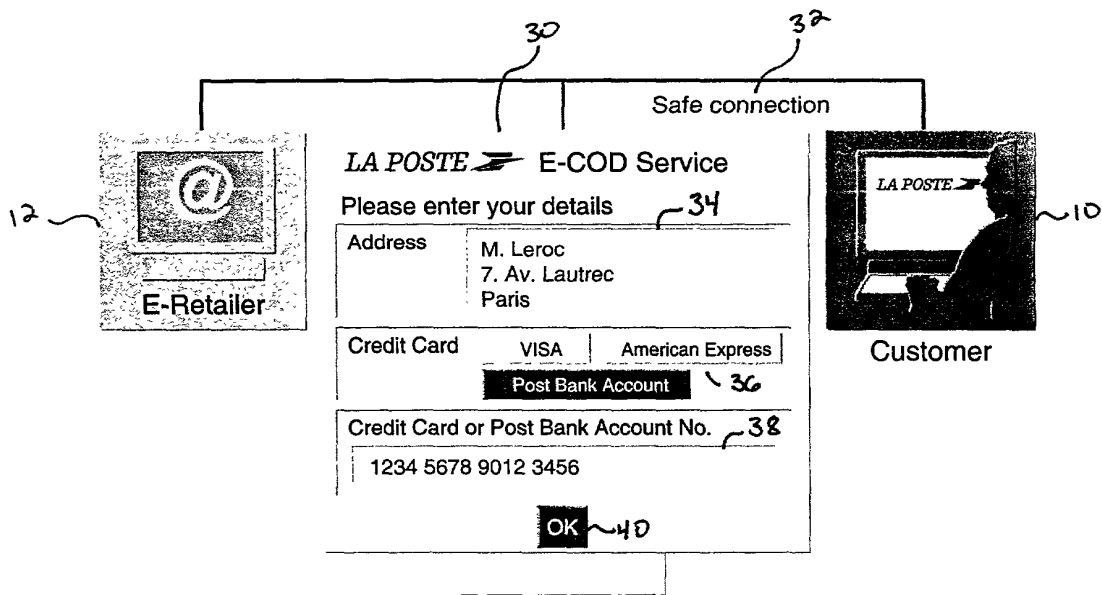 30
32
Safe connection
LA POSTE E-COD Service
LA POSTE
Please enter your details
34
12
10
Address
M. Leroc
7. Av. Lautrec
Paris
@
E-Retailer
Customer
Credit Card
VISA
American Express
Post Bank Account
36
Credit Card or Post Bank Account No.
38
1234 5678 9012 3456
OK
40